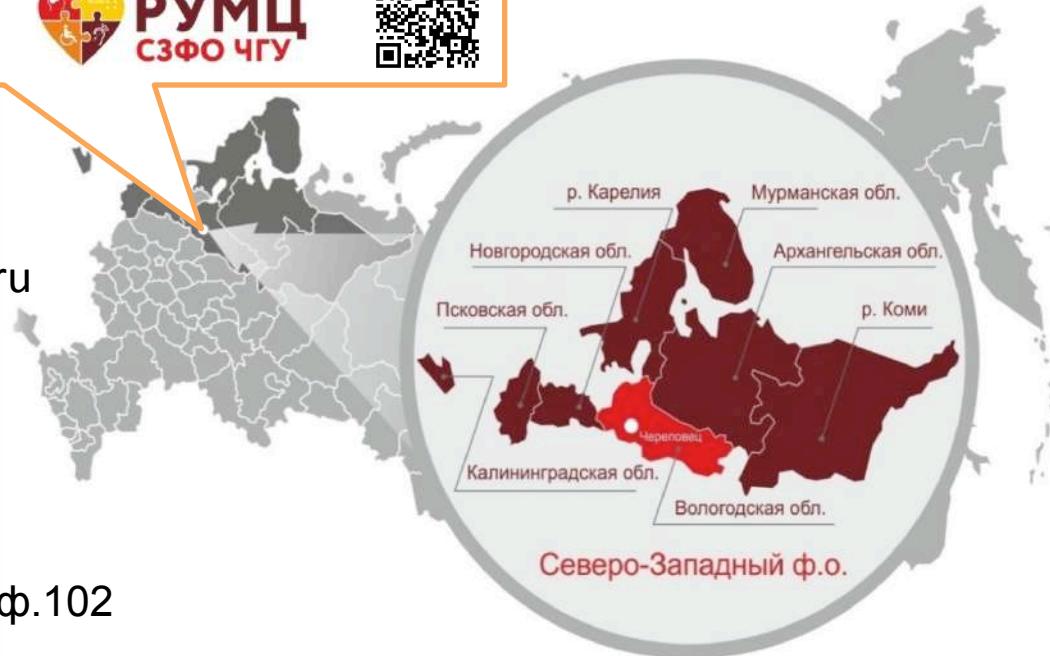 РУМЦ
СЗФО ЧГУ
р. Карелия
Мурманская обл.
Новгородская обл.
Архангельская обл.
ru
Псковская обл.
р. Коми
Череповец
Калининградская обл.
Вологодская обл.
Северо-Западный ф.о.
ф.102